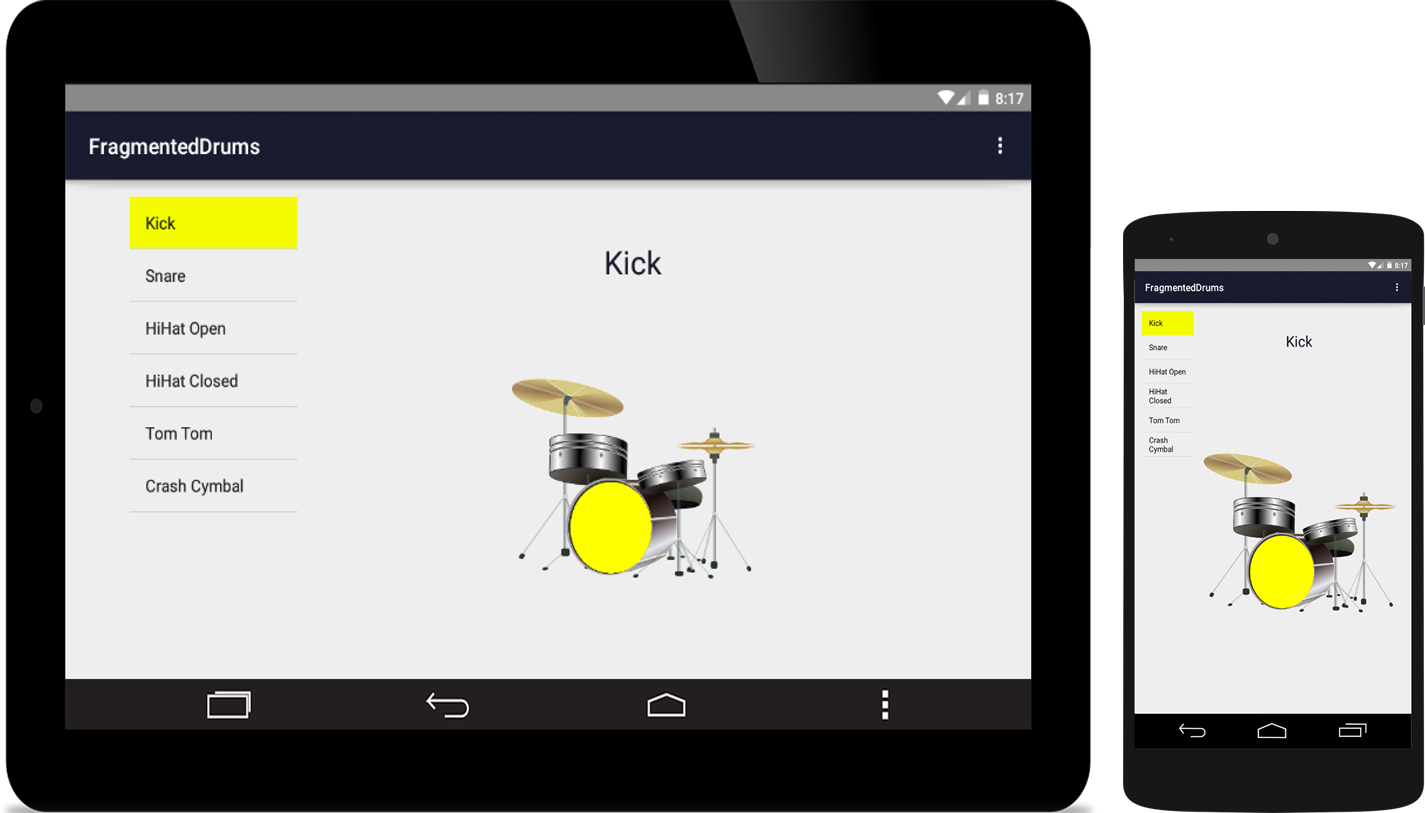 8:17
FragmentedDrums
Kick
Snare
HiHat Open
HiHat Closed
Tom Tom
Crash Cymbal
Kick
8:17
FragmentedDrums
Kick
Snare
HiHat Open
HiHat
Closed
Tom Tom
Crash
Cymbal
Kick